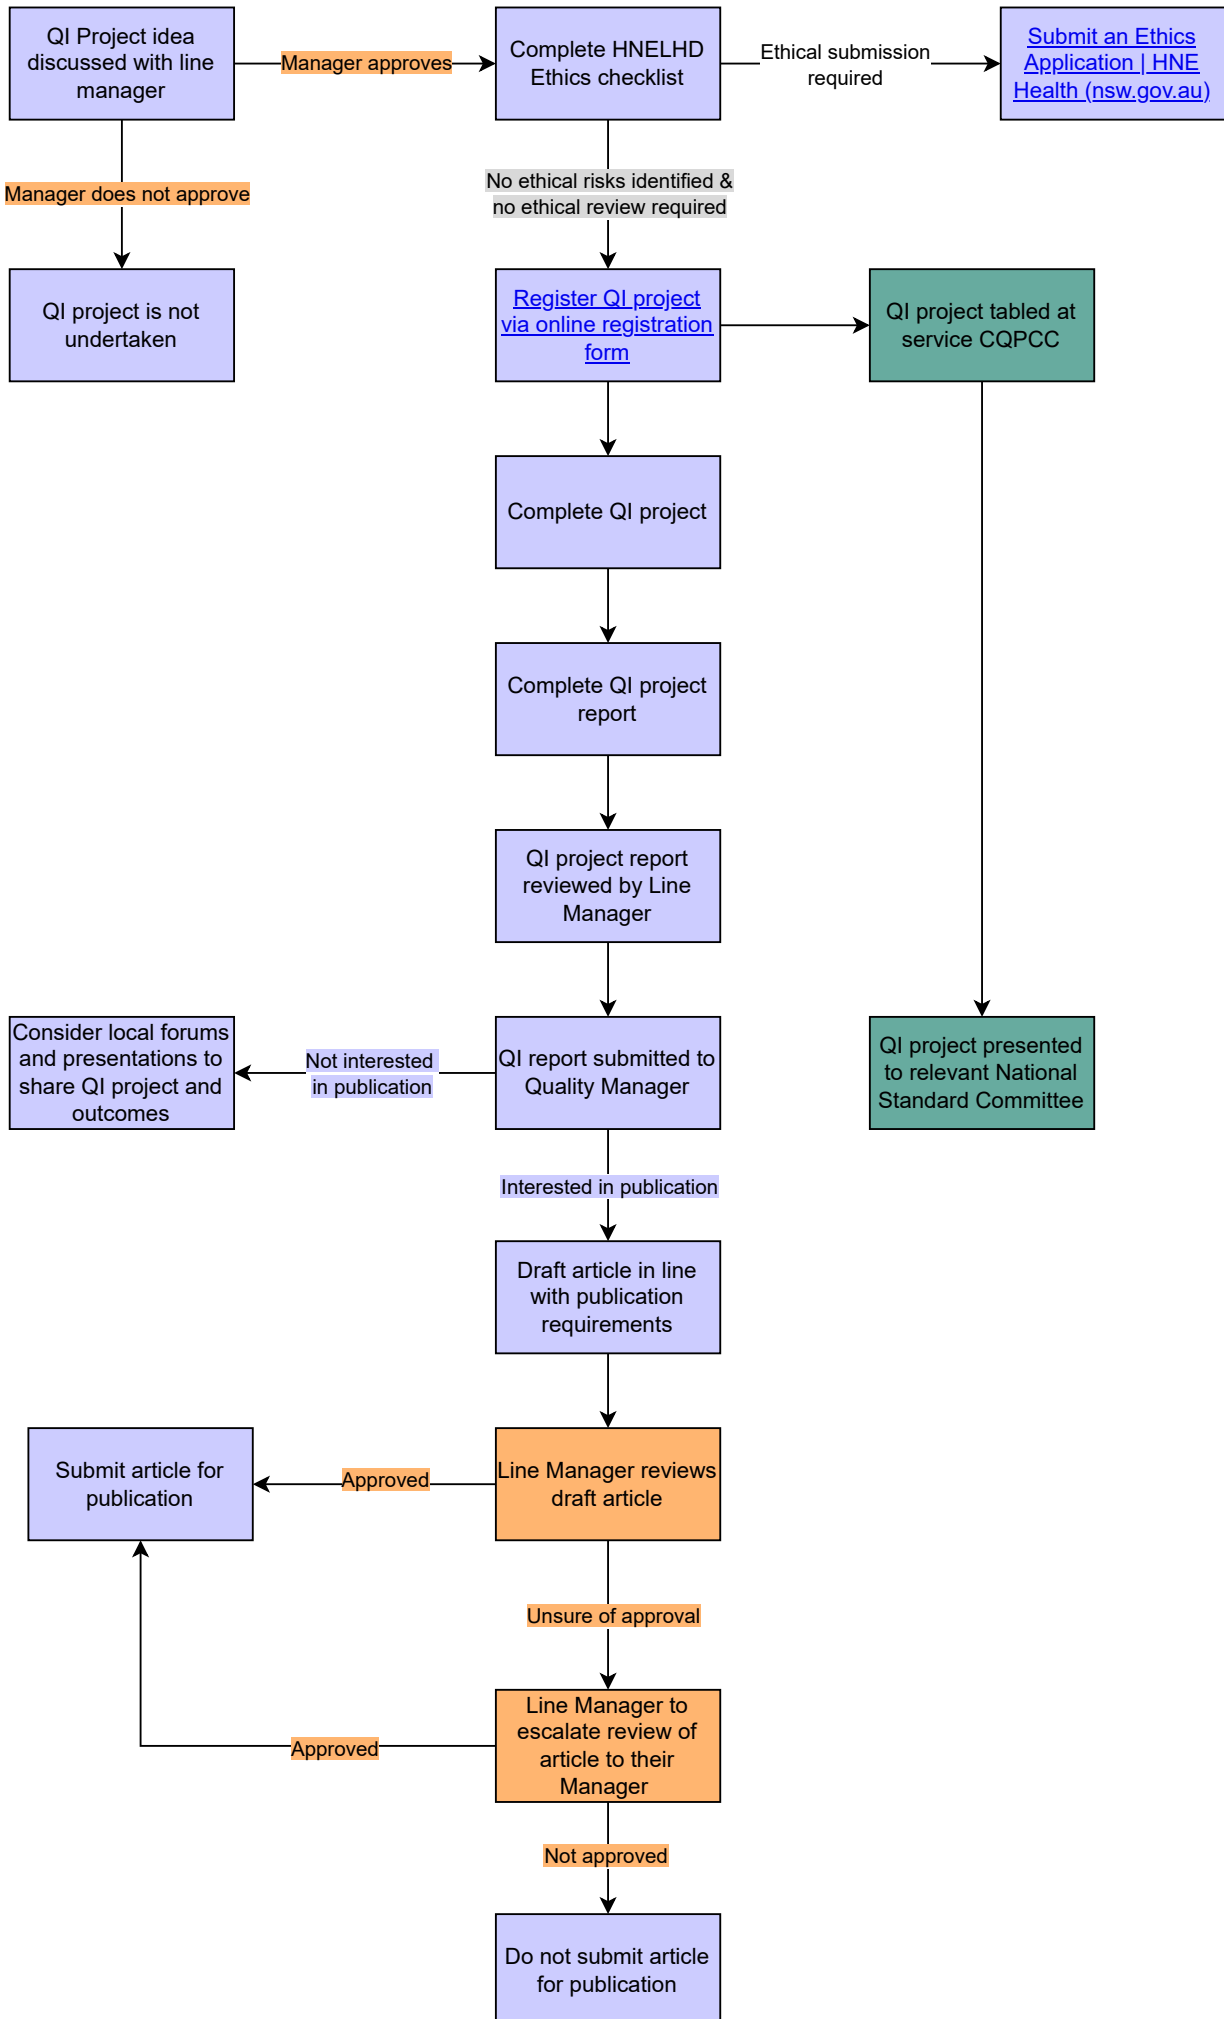 QI Project idea
discussed with line
manager
Manager approves
Complete HNELHD
Ethics checklist
Ethical submission
required
Submit an Ethics
Application | HNE
Health (nsw.gov.au)
Manager does not approve
No ethical risks identified &
no ethical review required
QI project is not
undertaken
Register QI project
via online registration
form
QI project tabled at
service CQPCC
Complete QI project
Complete QI project
report
QI project report
reviewed by Line
Manager
Consider local forums
and presentations to
share QI project and
outcomes
Not interested
in publication
QI report submitted to
Quality Manager
QI project presented
to relevant National
Standard Committee
Interested in publication
Draft article in line
with publication
requirements
Submit article for
publication
Approved
Line Manager reviews
draft article
Unsure of approval
Line Manager to
escalate review of
article to their
Manager
Approved
Not approved
Do not submit article
for publication